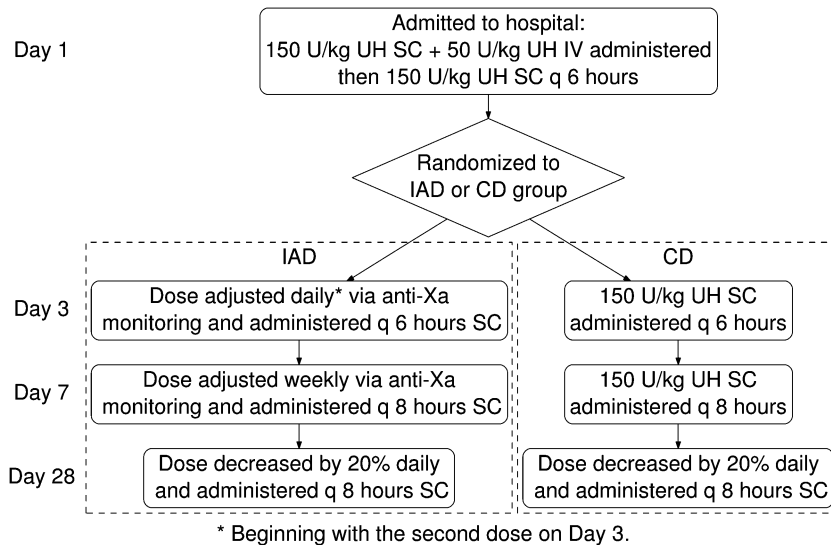 Day 1
Admitted to hospital:
150 U/kg UH SC + 50 U/kg UH IV administered
then 150 U/kg UH SC q 6 hours
Randomized to
IAD or CD group
IAD
CD
Day 3
Dose adjusted daily* via anti-Xa
monitoring and administered q 6 hours SC
150 U/kg UH SC
administered q 6 hours
Day 7
Dose adjusted weekly via anti-Xa
monitoring and administered q 8 hours SC
150 U/kg UH SC
administered q 8 hours
Day 28
Dose decreased by 20% daily
and administered q 8 hours SC
Dose decreased by 20% daily
and administered q 8 hours SC
* Beginning with the second dose on Day 3.